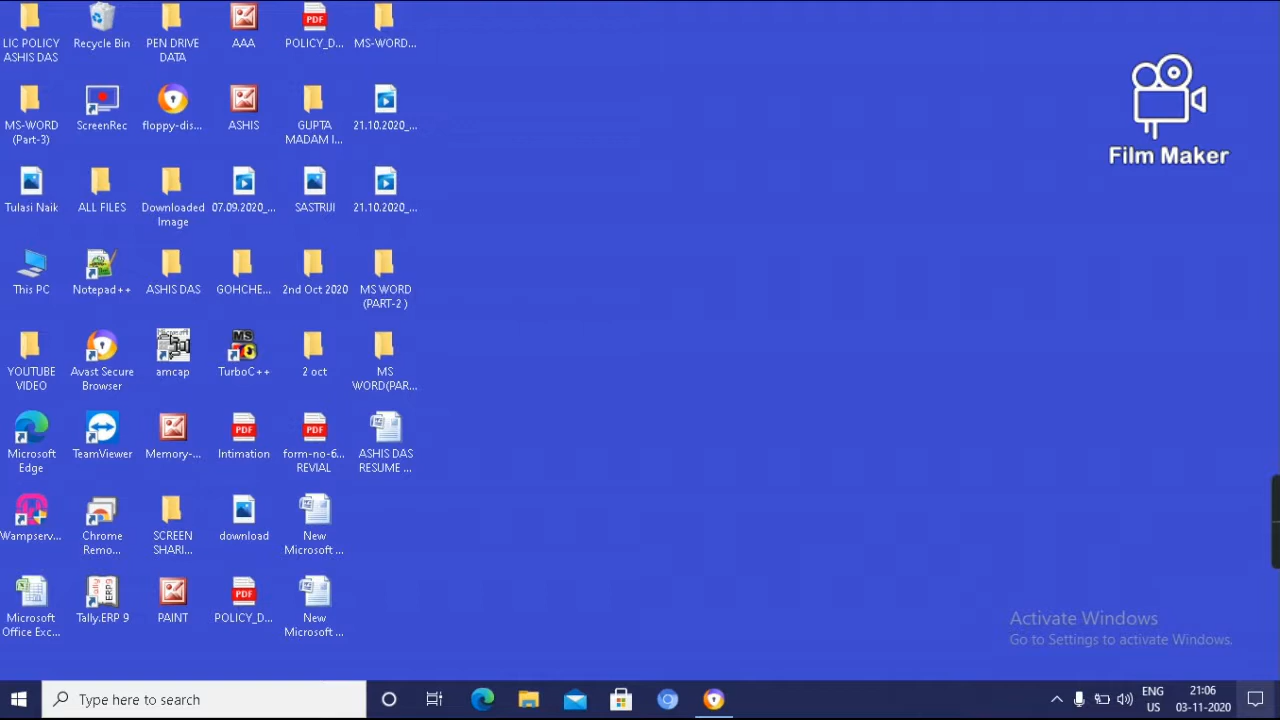 LIC POLICY
ASHIS DAS
Recycle Bin
PEN DRIVE
DATA
AAA
POLICY_D...
MS-WORD...
Film Maker
MS-WORD
(Part-3)
ScreenRec
floppy-dis...
ASHIS
GUPTA
MADAM I...
21.10.2020_...
Tulasi Naik
ALL FILES
Downloaded
Image
07.09.2020_...
SASTRIJI
21.10.2020_...
This PC
Notepad++
ASHIS DAS
GOHCHE...
2nd Oct 2020
MS WORD
(PART-2 )
YOUTUBE
VIDEO
Avast Secure
Browser
amcap
MS
TurboC++
2 oct
MS
WORD(PAR...
Microsoft
Edge
TeamViewer
Memory-...
PDF
Intimation
PDF
form-no-6...
REVIAL
ASHIS DAS
RESUME ...
Wampserv...
Chrome
Remo...
SCREEN
SHARI...
download
New
Microsoft ...
Microsoft
Office Exc...
Tally.ERP 9
PAINT
PDF
POLICY_D...
New
Microsoft ...
Activate Windows
Go to Settings to activate Windows.
Type here to search
ENG
US
21:06
03-11-2020